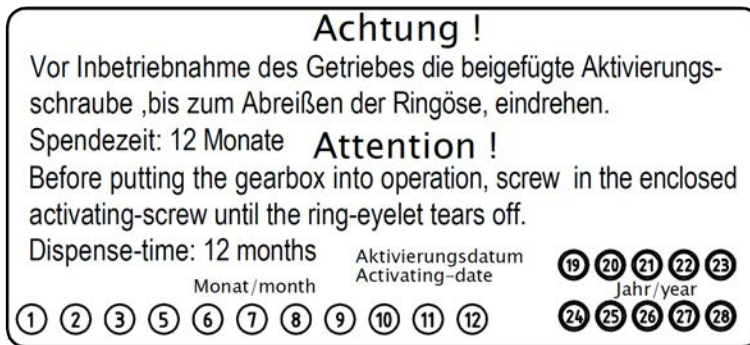 Achtung !
Vor Inbetriebnahme des Getriebes die beigefügte Aktivierungs-
schraube ,bis zum Abreißen der Ringöse, eindrehen.
Spendezeit: 12 Monate
Attention !
Before putting the gearbox into operation, screw in the enclosed
activating-screw until the ring-eyelet tears off.
Dispense-time: 12 months
Aktivierungsdatum
Activating-date
Monat/month
1 2 3 5 6 7 8 9 10 11 12
19 20 21 22 23
Jahr/year
24 25 26 27 28